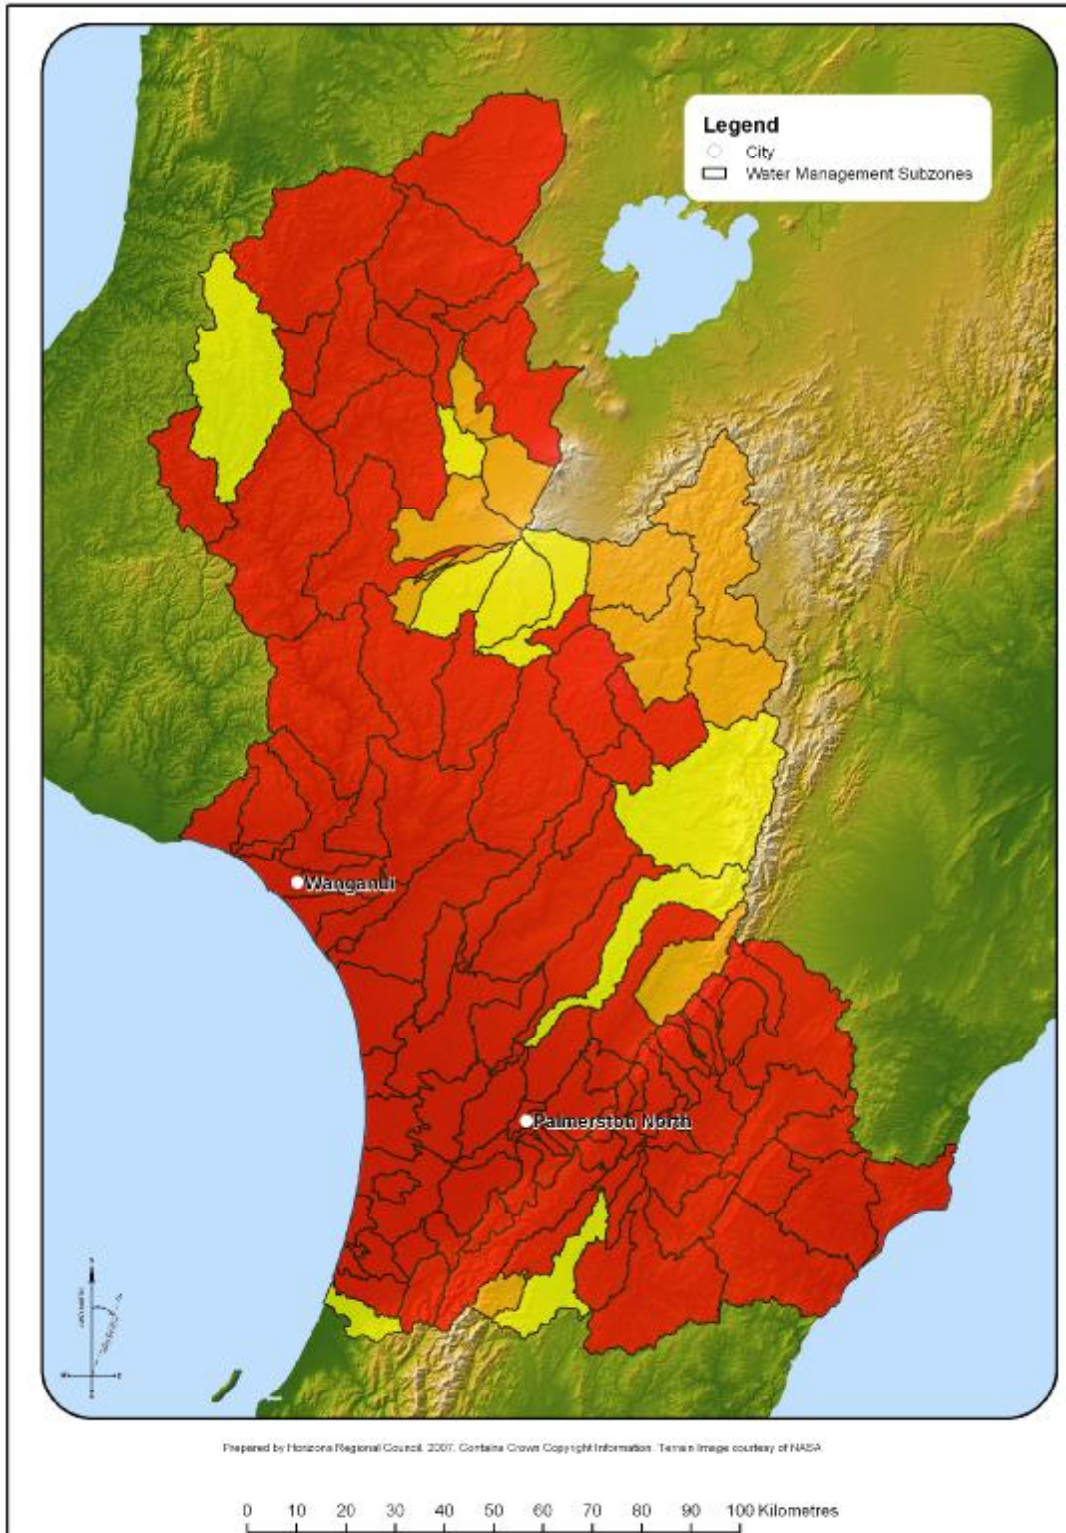 Legend
City
Water Management Subzones
Wanganui
Palmerston North
Prepared by Horizons Regional Council. 2007. Contains Crown Copyright Information. Terrain Image courtesy of NASA
0 10 20 30 40 50 60 70 80 90 100 Kilometres